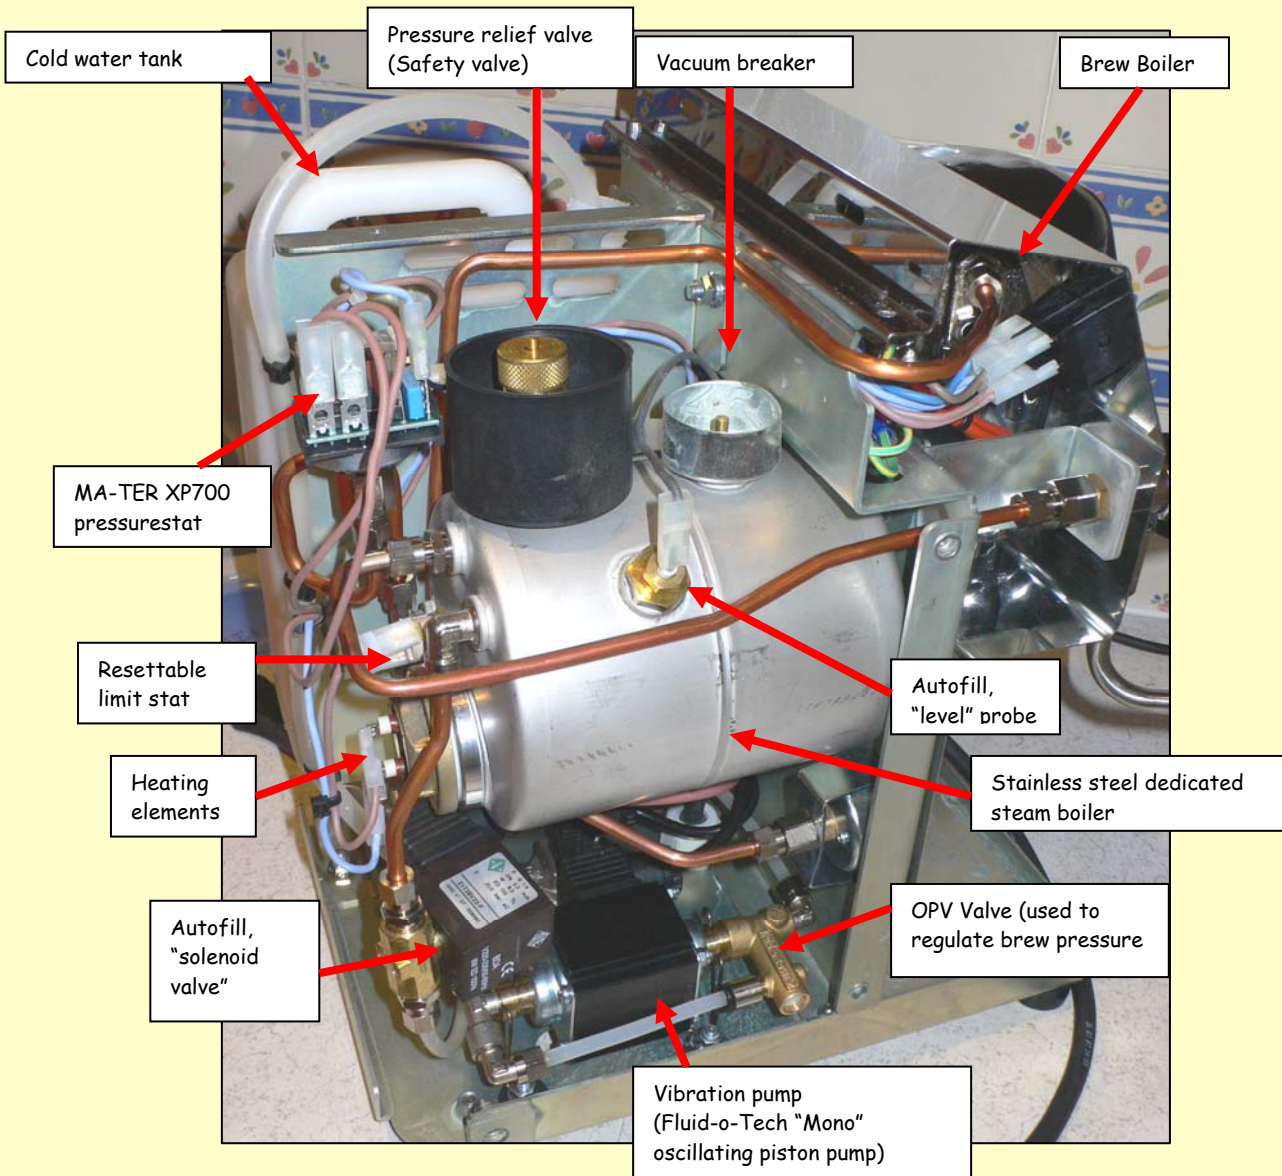 Cold water tank
Pressure relief valve
(Safety valve)
Vacuum breaker
Brew Boiler
MA-TER XP700
pressurestat
Resettable
limit stat
Autofill,
“level” probe
Heating
elements
Stainless steel dedicated
steam boiler
Autofill,
“solenoid
valve”
OPV Valve (used to
regulate brew pressure
Vibration pump
(Fluid-o-Tech “Mono”
oscillating piston pump)